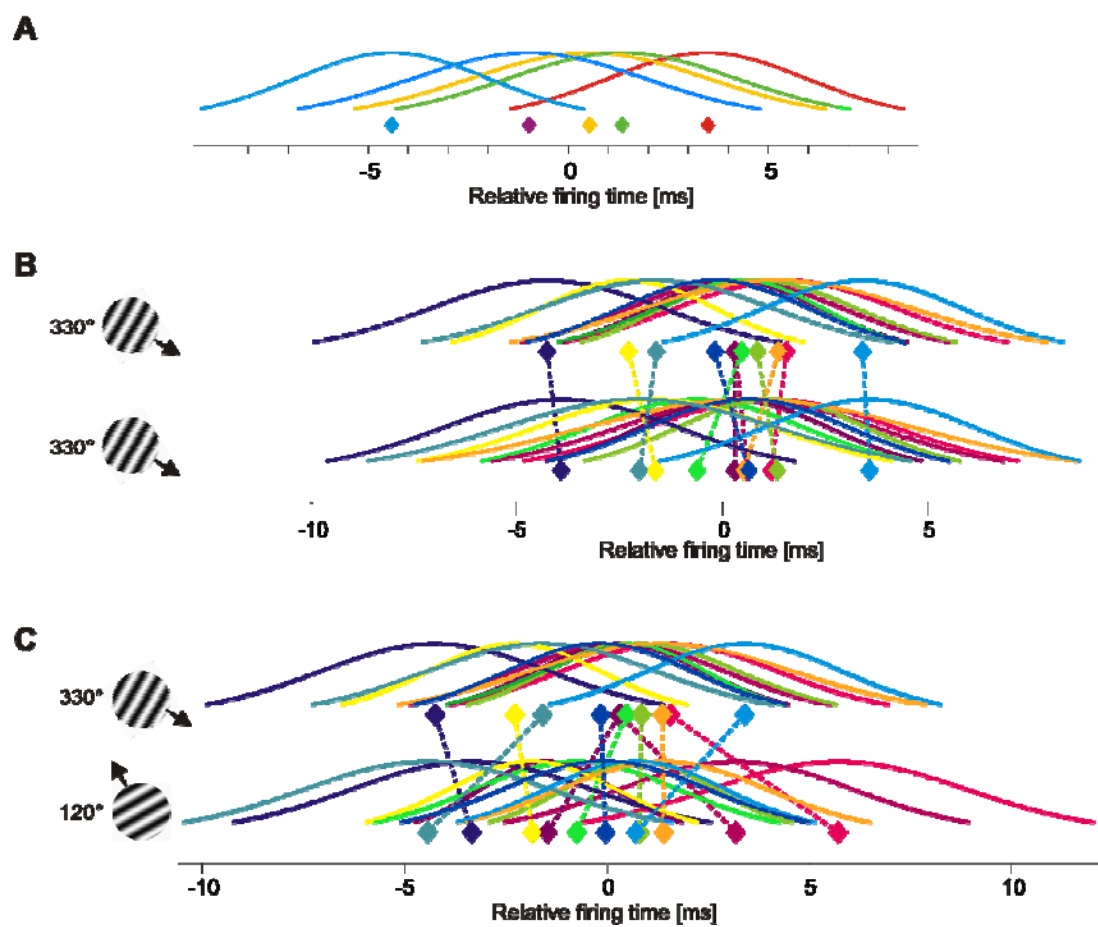 A
-5 0 5
Relative firing time [ms]
B
330°
330°
-10 -5 0 5
Relative firing time [ms]
C
330°
120°
-10 -5 0 5 10
Relative firing time [ms]